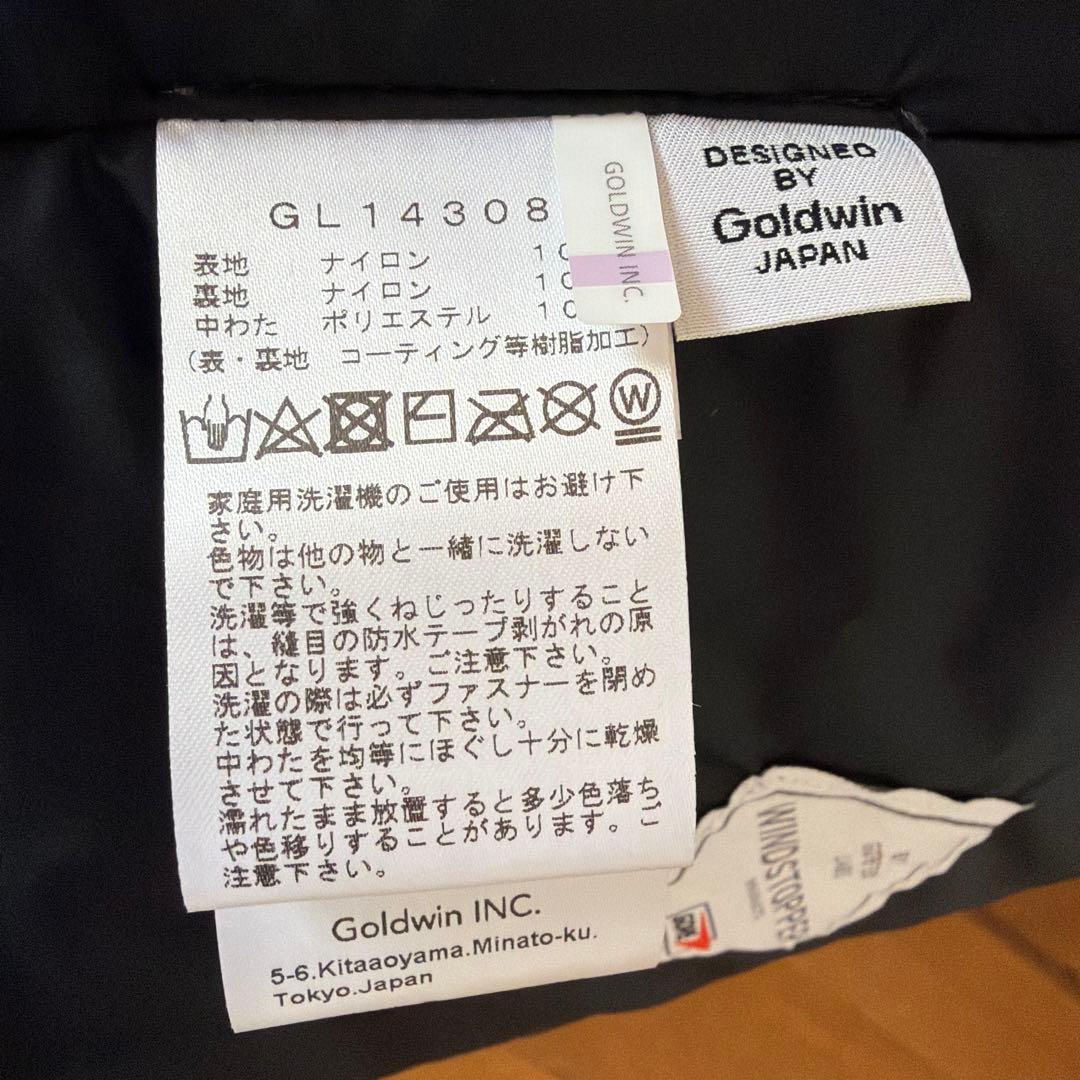 GL14308
表地 ナイロン 10
裏地 ナイロン 10
中わた ポリエステル 10
(表・裏地 コーティング等樹脂加工)
W
家庭用洗濯機のご使用はお避け下
さい。
色物は他の物と一緒に洗濯しない
で下さい。
洗濯等で強くねじったりすること
は、縫目の防水テープ剥がれの原
因となります。ご注意下さい。
洗濯の際は必ずファスナーを閉め
た状態で行って下さい。
中わたを均等にほぐし十分に乾燥
させて下さい。
濡れたまま放置すると多少色落ち
や色移りすることがあります。ご
注意下さい。
Goldwin INC.
5-6.Kitaaoyama.Minato-ku.
Tokyo.Japan
GOLDWIN INC.
DESIGNED
BY
Goldwin
JAPAN
WINDSTOPPER